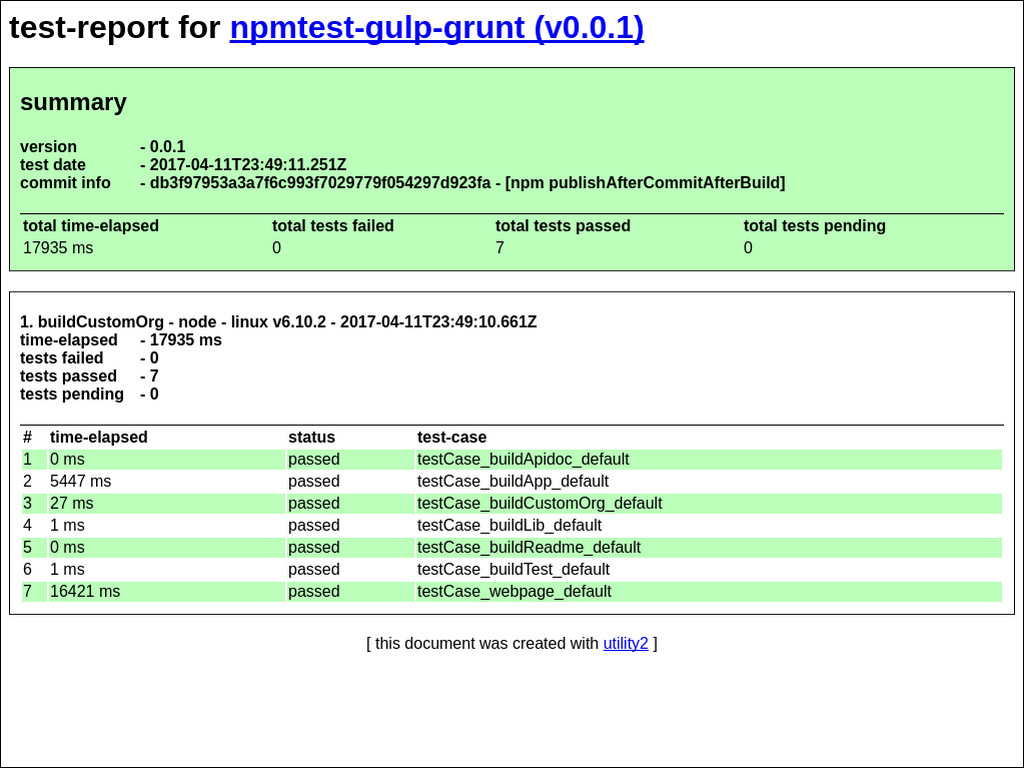 test-report for npmtest-gulp-grunt (v0.0.1)
summary
version - 0.0.1
test date - 2017-04-11T23:49:11.251Z
commit info - db3f97953a3a7f6c993f7029779f054297d923fa - [npm publishAfterCommitAfterBuild]
total time-elapsed total tests failed total tests passed total tests pending
17935 ms 0 7 0
1. buildCustomOrg - node - linux v6.10.2 - 2017-04-11T23:49:10.661Z
time-elapsed - 17935 ms
tests failed - 0
tests passed - 7
tests pending - 0
# time-elapsed status test-case
1 0 ms passed testCase_buildApidoc_default
2 5447 ms passed testCase_buildApp_default
3 27 ms passed testCase_buildCustomOrg_default
4 1 ms passed testCase_buildLib_default
5 0 ms passed testCase_buildReadme_default
6 1 ms passed testCase_buildTest_default
7 16421 ms passed testCase_webpage_default
[ this document was created with utility2 ]